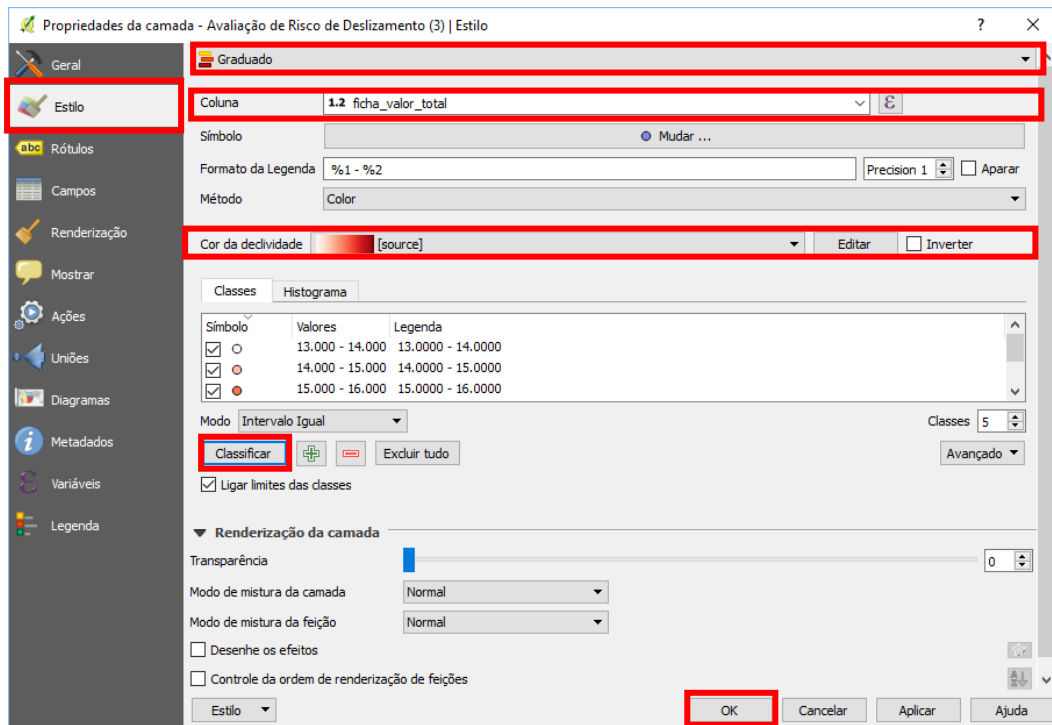 Propriedades da camada - Avaliação de Risco de Deslizamento (3) | Estilo
?
Geral
Estilo
abc Rótulos
Campos
Renderização
Mostrar
Ações
Uniões
Diagramas
Metadados
Variáveis
Legenda
Graduado
Coluna 1.2 ficha_valor_total ε
Símbolo Mudar ...
Formato da Legenda %1 - %2 Precision 1 Aparar
Método Color
Cor da declividade [source] Editar Inverter
Classes Histograma
Símbolo Valores Legenda
13.000 - 14.000 13.0000 - 14.0000
14.000 - 15.000 14.0000 - 15.0000
15.000 - 16.000 15.0000 - 16.0000
Modo Intervalo Igual Classes 5
Classificar Excluir tudo Avançado
Ligar limites das classes
Renderização da camada
Transparência 0
Modo de mistura da camada Normal
Modo de mistura da feição Normal
Desenhe os efeitos
Controle da ordem de renderização de feições
Estilo OK Cancelar Aplicar Ajuda